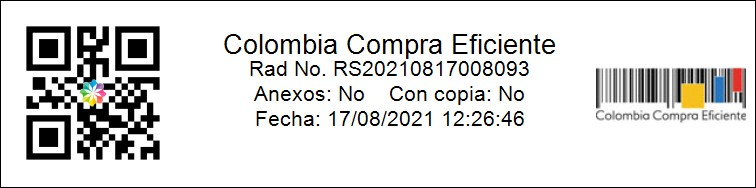 Colombia Compra Eficiente
Rad No. RS20210817008093
Anexos: No    Con copia: No
Fecha: 17/08/2021 12:26:46
Colombia Compra Eficiente